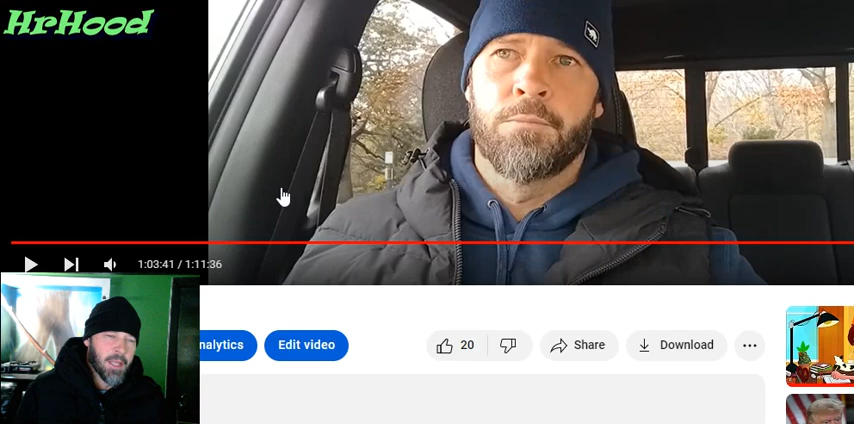 HrHood
1:03:41 / 1:11:36
nalytics
Edit video
20
Share
Download